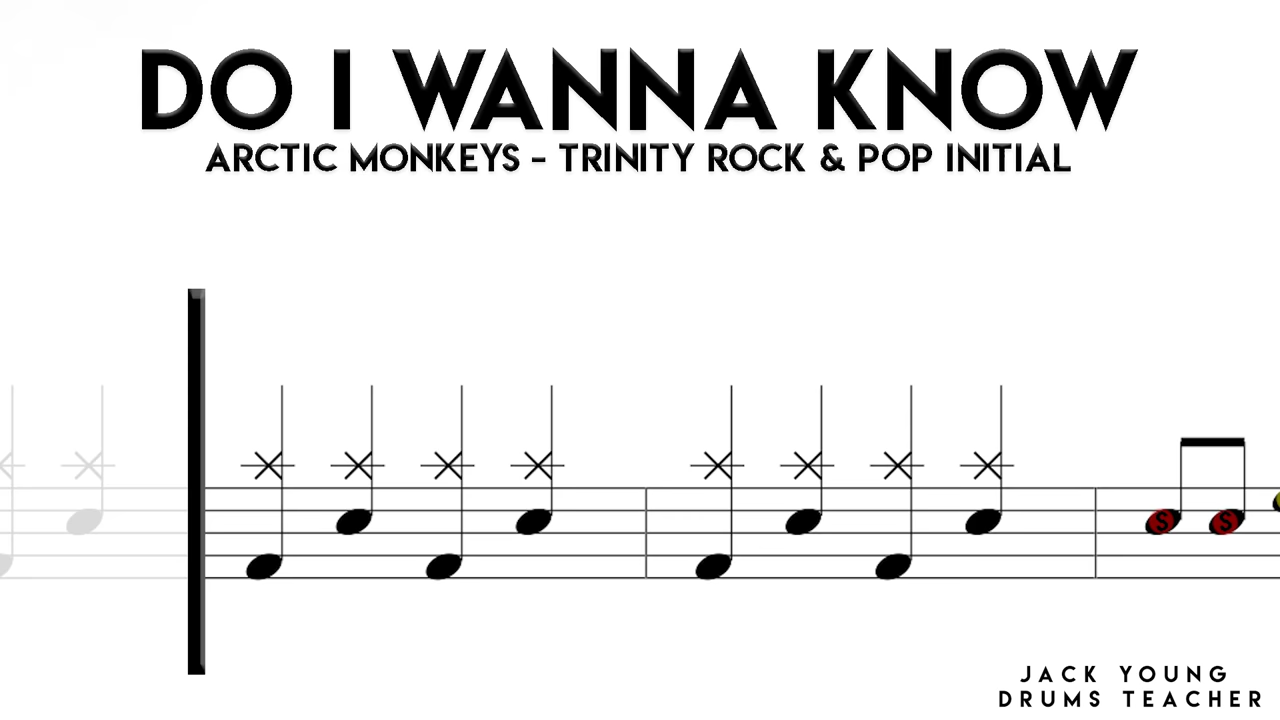 DO I WANNA KNOW
ARCTIC MONKEYS - TRINITY ROCK & POP INITIAL
S S
JACK YOUNG
DRUMS TEACHER